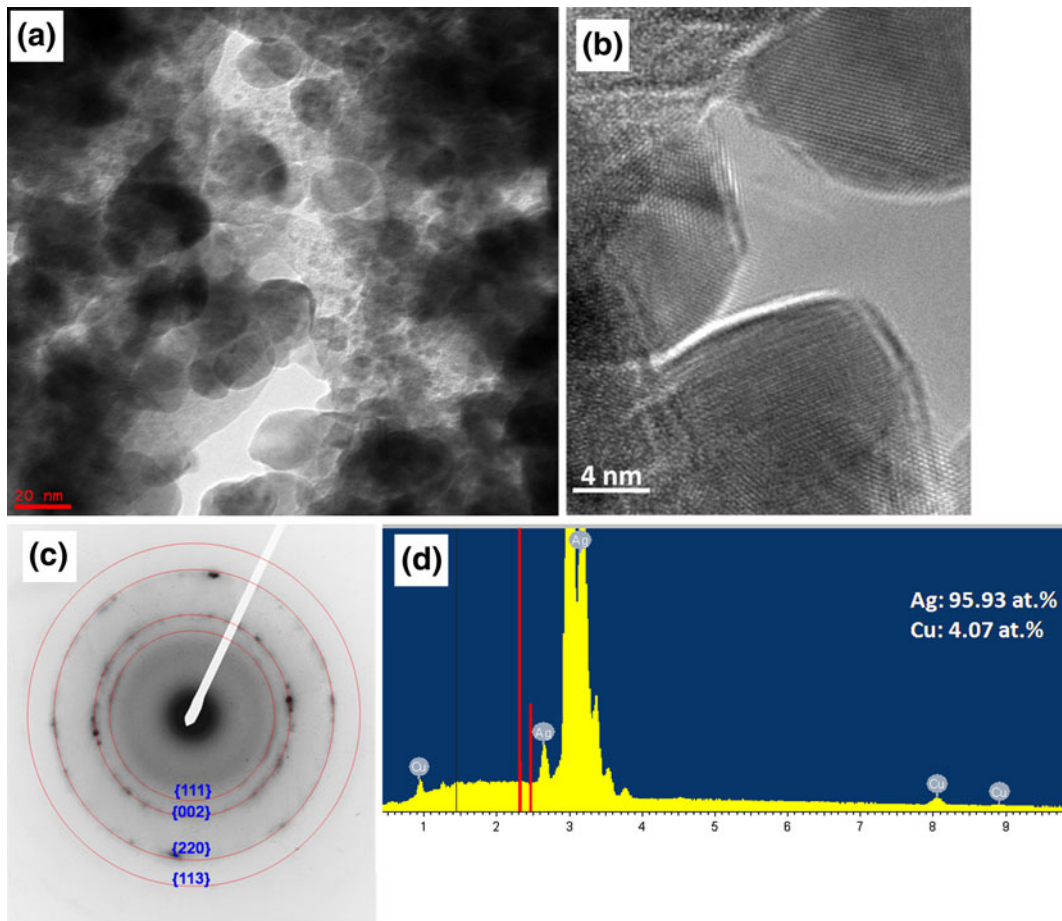 (a)
20 nm
(b)
4 nm
(c)
{111}
{002}
{220}
{113}
(d)
Ag
Ag: 95.93 at.%
Cu: 4.07 at.%
Ag
Cu
Cu
Cu
1 2 3 4 5 6 7 8 9